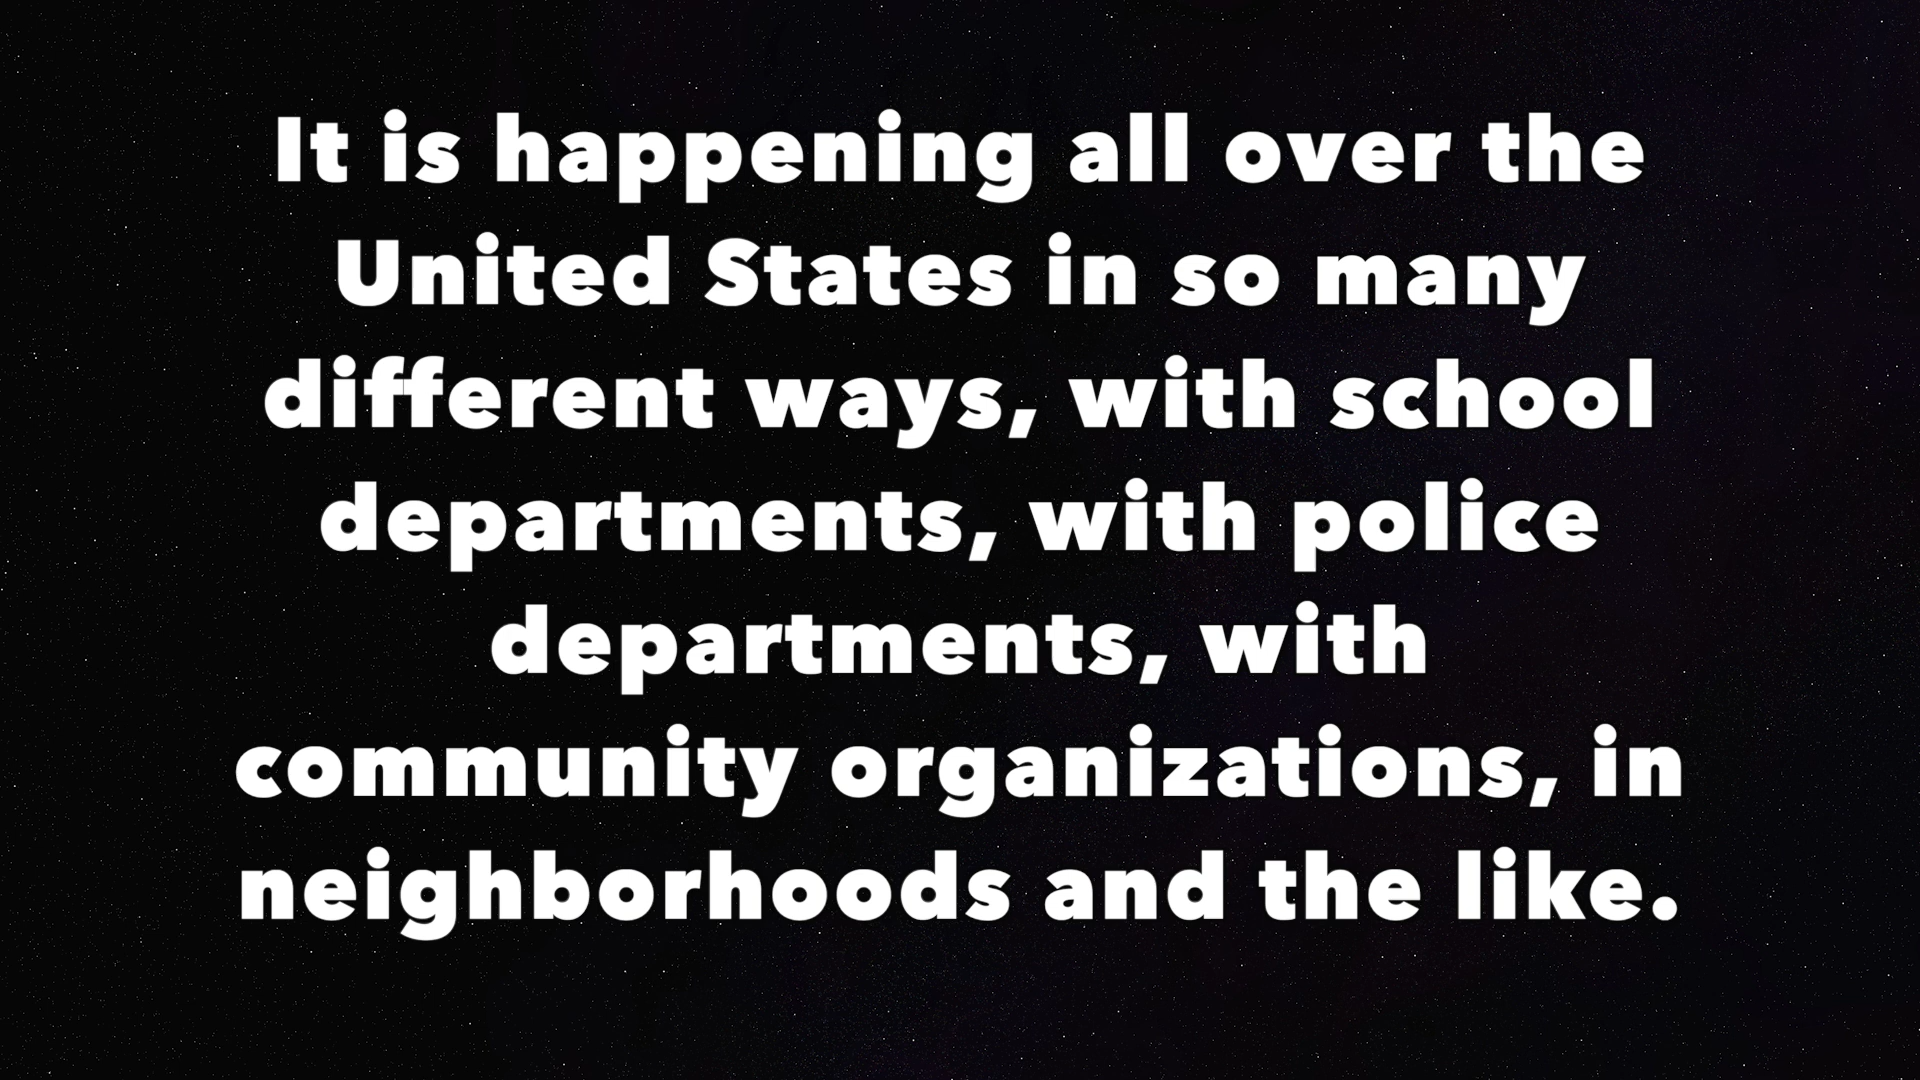 It is happening all over the
United States in so many
different ways, with school
departments, with police
departments, with
community organizations, in
neighborhoods and the like.